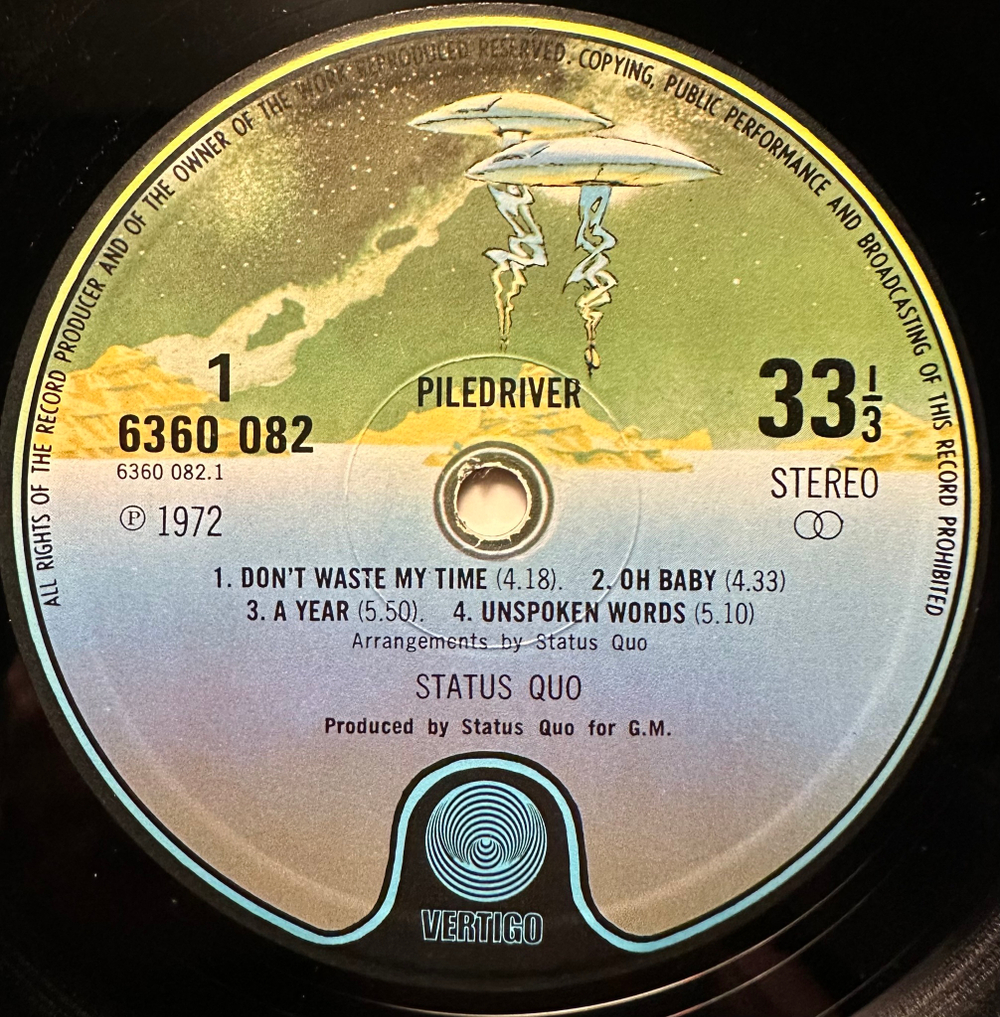 ALL RIGHTS OF THE RECORD PRODUCER AND OF THE OWNER OF THE WORK REPRODUCED RESERVED. COPYING, PUBLIC PERFORMANCE AND BROADCASTING OF THIS RECORD PROHIBITED
1
PILEDRIVER
33⅓
6360 082
6360 082.1
STEREO
Ⓟ 1972
1. DON'T WASTE MY TIME (4.18). 2. OH BABY (4.33)
3. A YEAR (5.50). 4. UNSPOKEN WORDS (5.10)
Arrangements by Status Quo
STATUS QUO
Produced by Status Quo for G.M.
VERTIGO